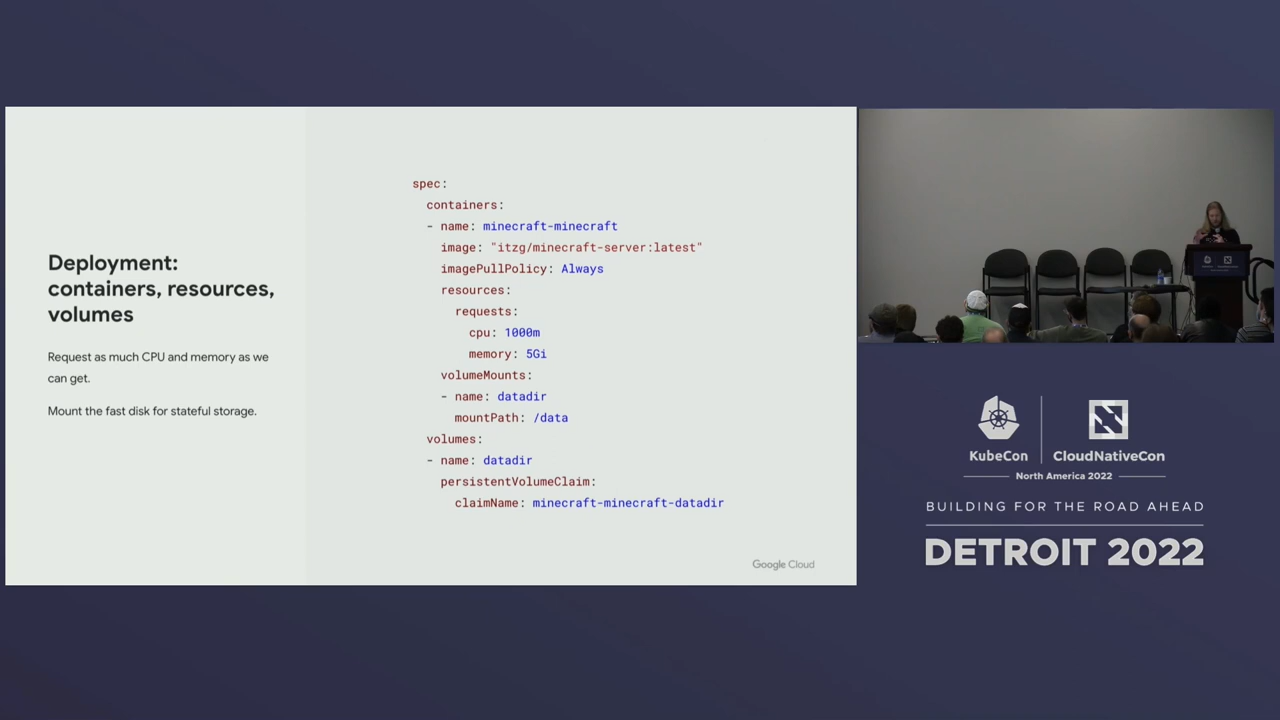 Deployment:
containers, resources,
volumes
Request as much CPU and memory as we
can get.
Mount the fast disk for stateful storage.
spec:
  containers:
  - name: minecraft-minecraft
    image: "itzg/minecraft-server:latest"
    imagePullPolicy: Always
    resources:
      requests:
        cpu: 1000m
        memory: 5Gi
    volumeMounts:
    - name: datadir
      mountPath: /data
  volumes:
  - name: datadir
    persistentVolumeClaim:
      claimName: minecraft-minecraft-datadir
Google Cloud
KubeCon
CloudNativeCon
North America 2022
BUILDING FOR THE ROAD AHEAD
DETROIT 2022